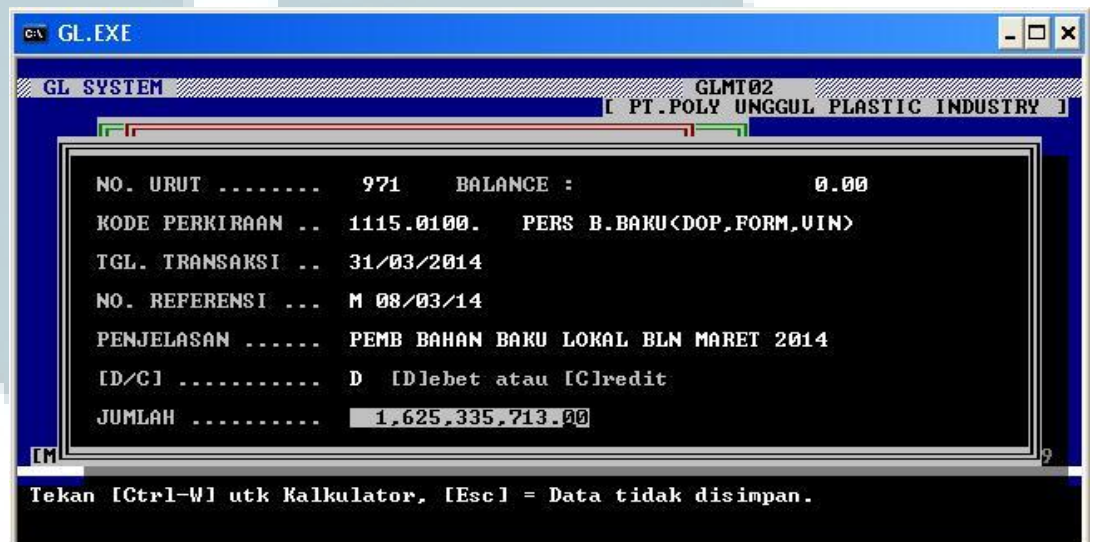 GL.EXE
GL SYSTEM GLMT02
[ PT.POLY UNGGUL PLASTIC INDUSTRY ]
NO. URUT ........ 971 BALANCE : 0.00
KODE PERKIRAAN .. 1115.0100. PERS B.BAKU(DOP,FORM,VIN)
TGL. TRANSAKSI .. 31/03/2014
NO. REFERENSI ... M 08/03/14
PENJELASAN ...... PEMB BAHAN BAKU LOKAL BLN MARET 2014
[D/C] ........... D [D]ebet atau [C]redit
JUMLAH .......... 1,625,335,713.00
[M 9
Tekan [Ctrl-W] utk Kalkulator, [Esc] = Data tidak disimpan.